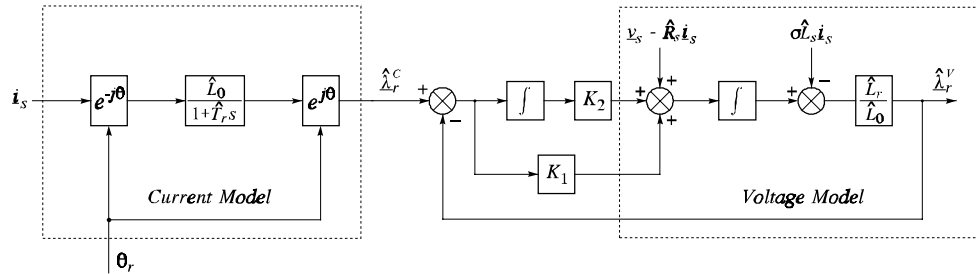 v_s - R̂_s i_s
σL̂_s i_s
i_s
e^{-jθ}
L̂_0
1+T̂_r s
e^{jθ}
λ̂_r^C
+
−
∫
K_2
+
+
+
∫
+
−
L̂_r
L̂_0
λ̂_r^V
K_1
Current Model
Voltage Model
θ_r